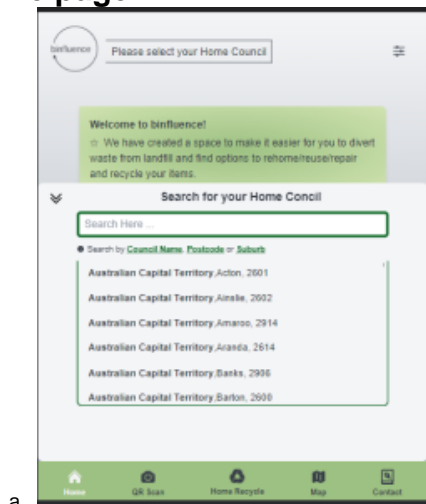 page
binfluence
Please select your Home Council
Welcome to binfluence!
☆ We have created a space to make it easier for you to divert
waste from landfill and find options to rehome/reuse/repair
and recycle your items.
Search for your Home Concil
Search Here ...
Search by Council Name, Postcode or Suburb
Australian Capital Territory,Acton, 2601
Australian Capital Territory,Ainslie, 2602
Australian Capital Territory,Amaroo, 2914
Australian Capital Territory,Aranda, 2614
Australian Capital Territory,Banks, 2906
Australian Capital Territory,Barton, 2600
Home QR Scan Home Recycle Map Contact
a.